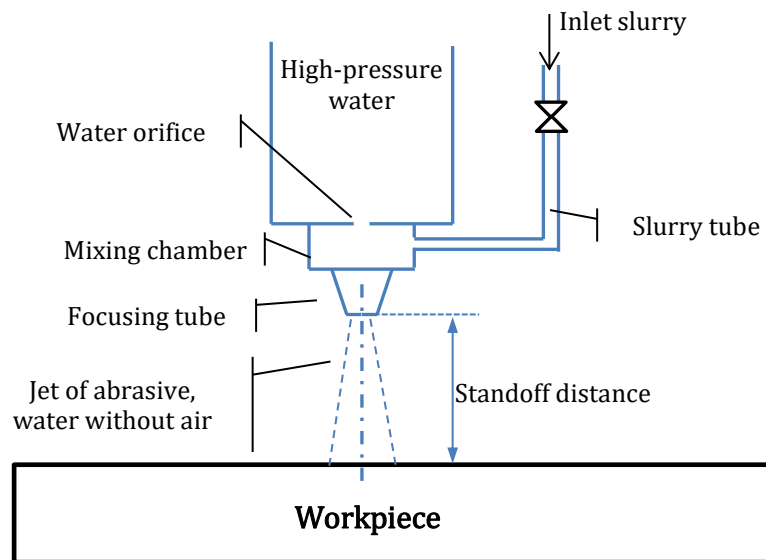 Inlet slurry
High-pressure
water
Water orifice
Slurry tube
Mixing chamber
Focusing tube
Jet of abrasive,
water without air
Standoff distance
Workpiece